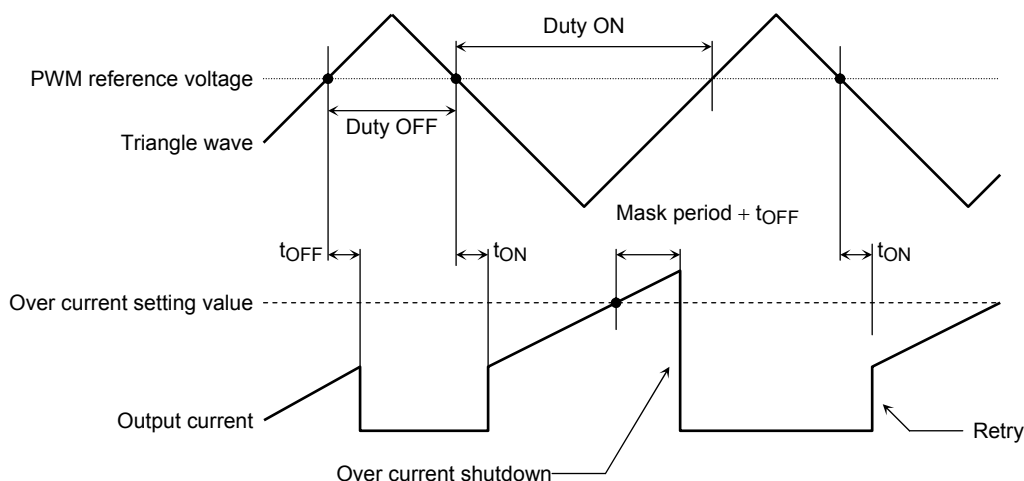 Duty ON
PWM reference voltage
Duty OFF
Triangle wave
Mask period + tOFF
tOFF
tON
tON
Over current setting value
Output current
Retry
Over current shutdown